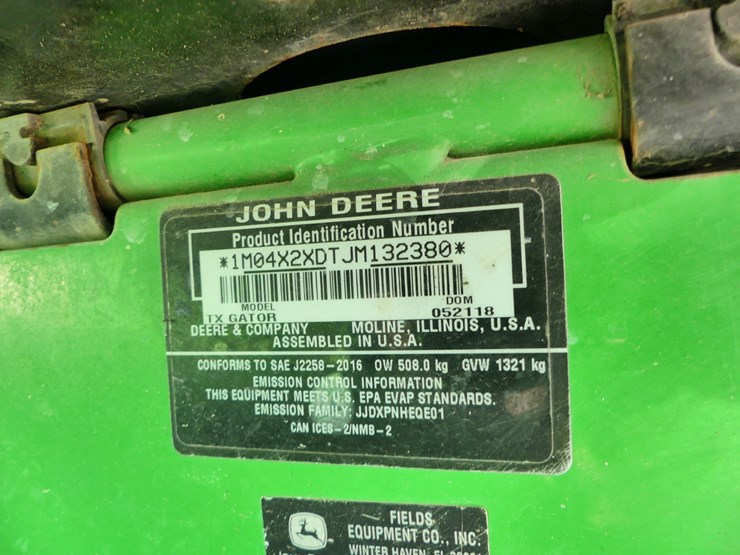 JOHN DEERE
Product Identification Number
*1M04X2XDTJM132380*
MODEL DOM
TX GATOR 052118
DEERE & COMPANY MOLINE, ILLINOIS, U.S.A.
ASSEMBLED IN U.S.A.
CONFORMS TO SAE J2258-2016 OW 508.0 kg GVW 1321 kg
EMISSION CONTROL INFORMATION
THIS EQUIPMENT MEETS U.S. EPA EVAP STANDARDS.
EMISSION FAMILY: JJDXPNHEQE01
CAN ICES-2/NMB-2
FIELDS
EQUIPMENT CO., INC.
WINTER HAVEN, FL